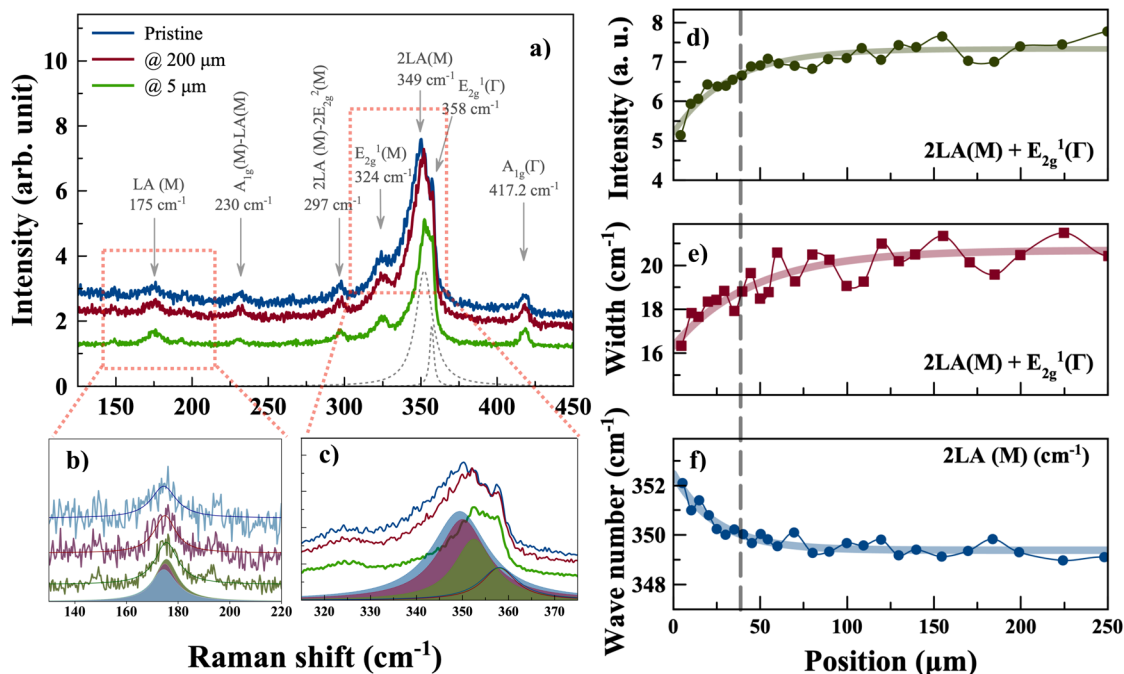 Pristine
@ 200 μm
@ 5 μm
a)
2LA(M)
349 cm⁻¹
E₂g¹(Γ)
358 cm⁻¹
2LA (M)-2E₂g²(M)
A₁g(M)-LA(M)
E₂g¹(M)
324 cm⁻¹
LA (M)
175 cm⁻¹
230 cm⁻¹
297 cm⁻¹
A₁g(Γ)
417.2 cm⁻¹
Intensity (arb. unit)
10
8
6
4
2
0
150 200 250 300 350 400 450
b)
140 160 180 200 220
c)
320 330 340 350 360 370
Raman shift (cm⁻¹)
d)
Intensity (a. u.)
8
7
6
5
4
2LA(M) + E₂g¹(Γ)
e)
Width (cm⁻¹)
20
18
16
2LA(M) + E₂g¹(Γ)
f)
2LA (M) (cm⁻¹)
Wave number (cm⁻¹)
352
350
348
0 50 100 150 200 250
Position (μm)